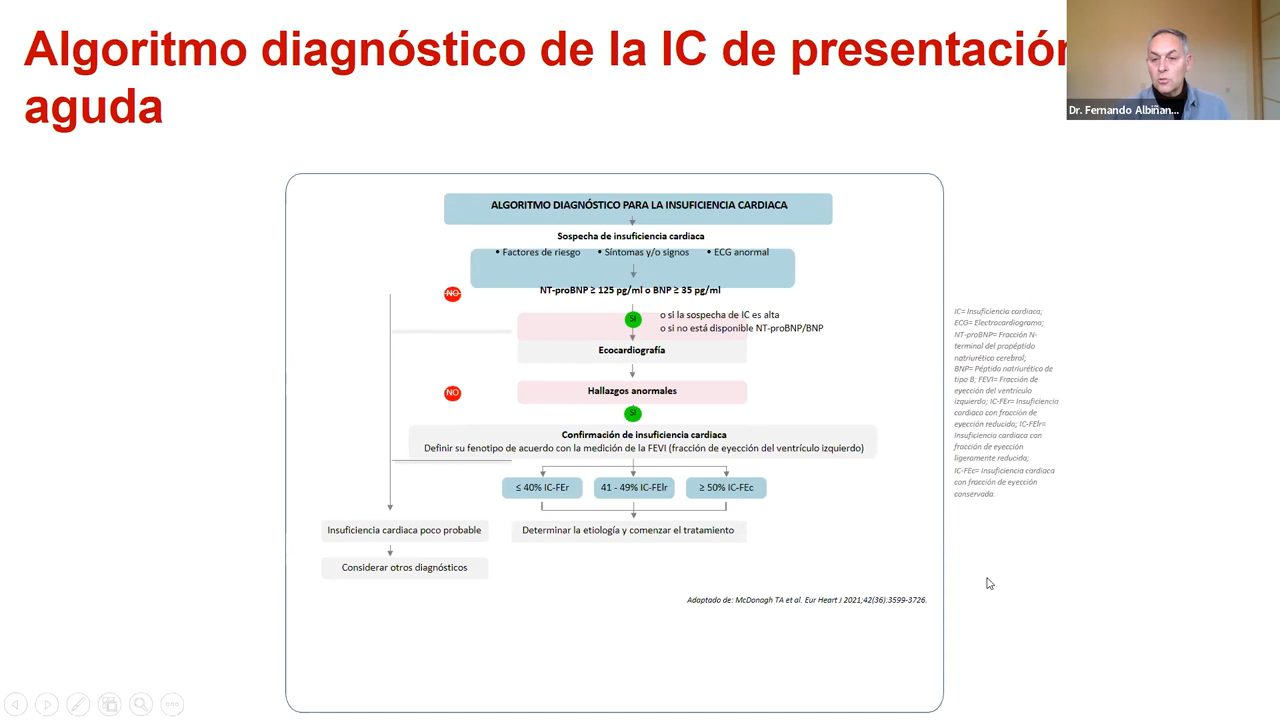 Algoritmo diagnóstico de la IC de presentación
aguda
Dr. Fernando Albiñan...
ALGORITMO DIAGNÓSTICO PARA LA INSUFICIENCIA CARDIACA
Sospecha de insuficiencia cardiaca
• Factores de riesgo • Síntomas y/o signos • ECG anormal
NO
NT-proBNP ≥ 125 pg/ml o BNP ≥ 35 pg/ml
SI
o si la sospecha de IC es alta
o si no está disponible NT-proBNP/BNP
Ecocardiografía
NO
Hallazgos anormales
SI
Confirmación de insuficiencia cardiaca
Definir su fenotipo de acuerdo con la medición de la FEVI (fracción de eyección del ventrículo izquierdo)
≤ 40% IC-FEr
41 - 49% IC-FElr
≥ 50% IC-FEc
Insuficiencia cardiaca poco probable
Determinar la etiología y comenzar el tratamiento
Considerar otros diagnósticos
Adaptado de: McDonagh TA et al. Eur Heart J 2021;42(36):3599-3726.
IC= Insuficiencia cardiaca;
ECG= Electrocardiograma;
NT-proBNP= Fracción N-
terminal del propéptido
natriurético cerebral;
BNP= Péptido natriurético de
tipo B; FEVI= Fracción de
eyección del ventrículo
izquierdo; IC-FEr= Insuficiencia
cardiaca con fracción de
eyección reducida; IC-FElr=
Insuficiencia cardiaca con
fracción de eyección
ligeramente reducida;
IC-FEc= Insuficiencia cardiaca
con fracción de eyección
conservada.